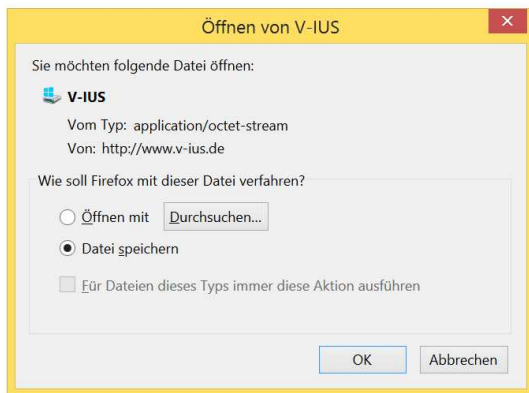 Öffnen von V-IUS
Sie möchten folgende Datei öffnen:
V-IUS
Vom Typ: application/octet-stream
Von: http://www.v-ius.de
Wie soll Firefox mit dieser Datei verfahren?
Öffnen mit Durchsuchen...
Datei speichern
Für Dateien dieses Typs immer diese Aktion ausführen
OK Abbrechen